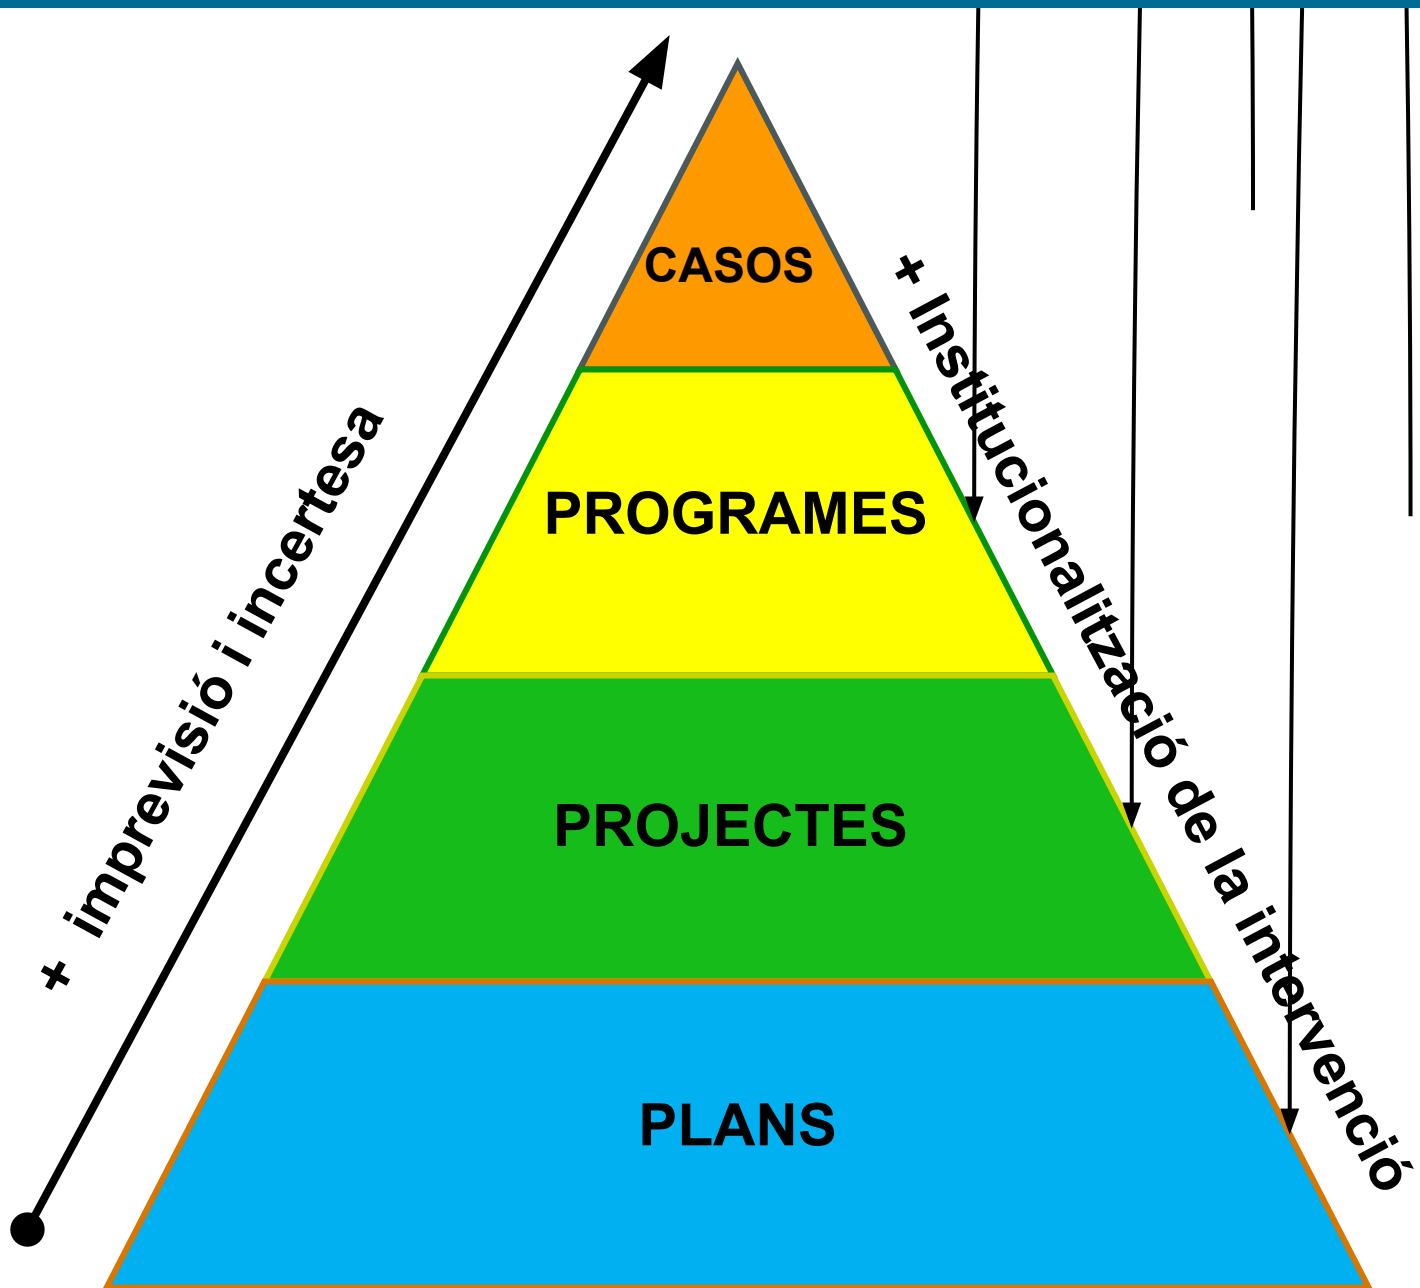 CASOS
PROGRAMES
PROJECTES
PLANS
+ imprevisió i incertesa
+ Institucionalització de la intervenció